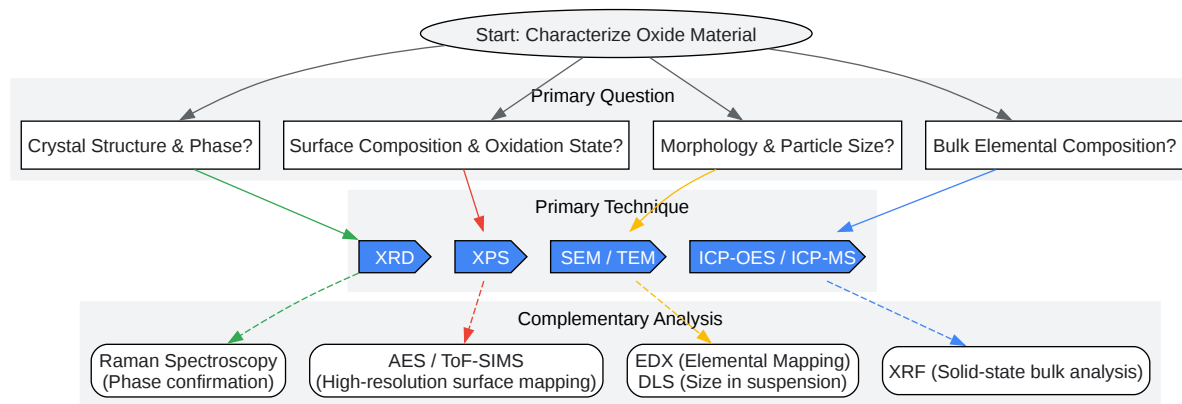 Start: Characterize Oxide Material
Primary Question
Crystal Structure & Phase?
Surface Composition & Oxidation State?
Morphology & Particle Size?
Bulk Elemental Composition?
Primary Technique
XRD
XPS
SEM / TEM
ICP-OES / ICP-MS
Complementary Analysis
Raman Spectroscopy
(Phase confirmation)
AES / ToF-SIMS
(High-resolution surface mapping)
EDX (Elemental Mapping)
DLS (Size in suspension)
XRF (Solid-state bulk analysis)